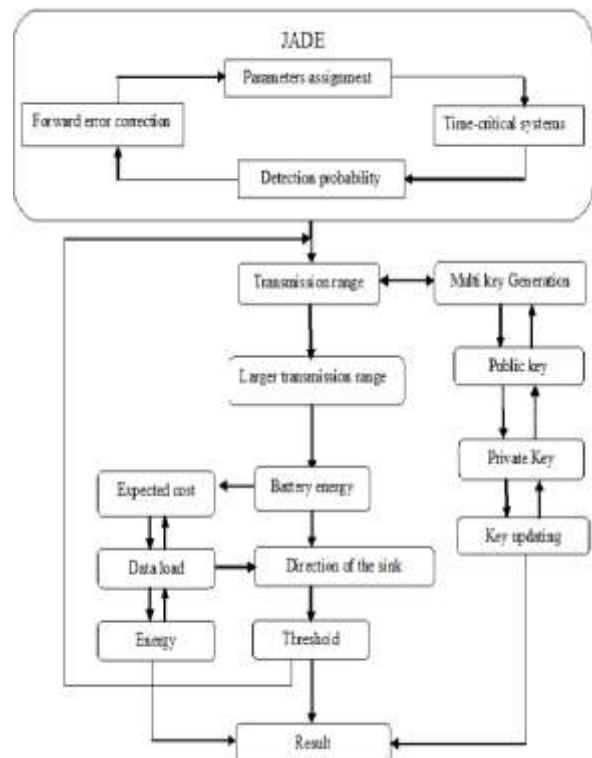 JADE
Parameters assignment
Forward error correction
Time-critical systems
Detection probability
Transmission range
Multi key Generation
Larger transmission range
Public key
Private Key
Expected cost
Battery energy
Key updating
Data load
Direction of the sink
Energy
Threshold
Result